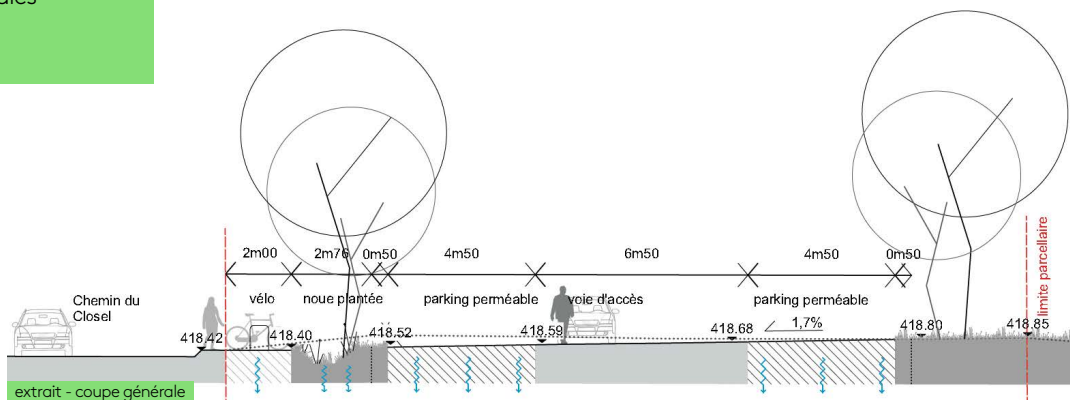 2m00
2m76
0m50
4m50
6m50
4m50
0m50
limite parcellaire
Chemin du
Closel
vélo
noue plantée
parking perméable
voie d'accès
parking perméable
418.42
418.40
418.52
418.59
418.68
1,7%
418.80
418.85
extrait - coupe générale